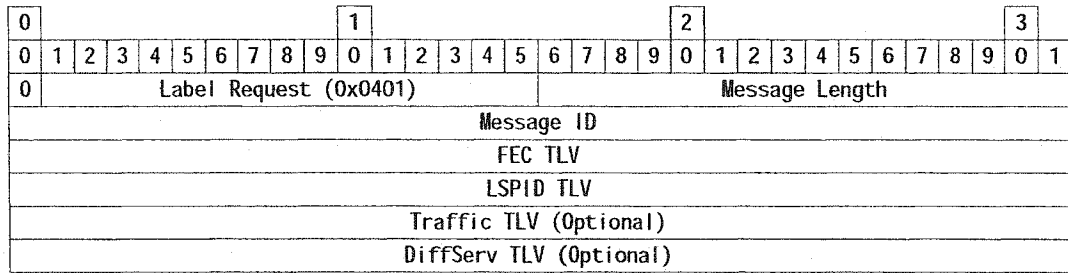 0 1 2 3
0 1 2 3 4 5 6 7 8 9 0 1 2 3 4 5 6 7 8 9 0 1 2 3 4 5 6 7 8 9 0 1
0 Label Request (0x0401) Message Length
Message ID
FEC TLV
LSPID TLV
Traffic TLV (Optional)
DiffServ TLV (Optional)